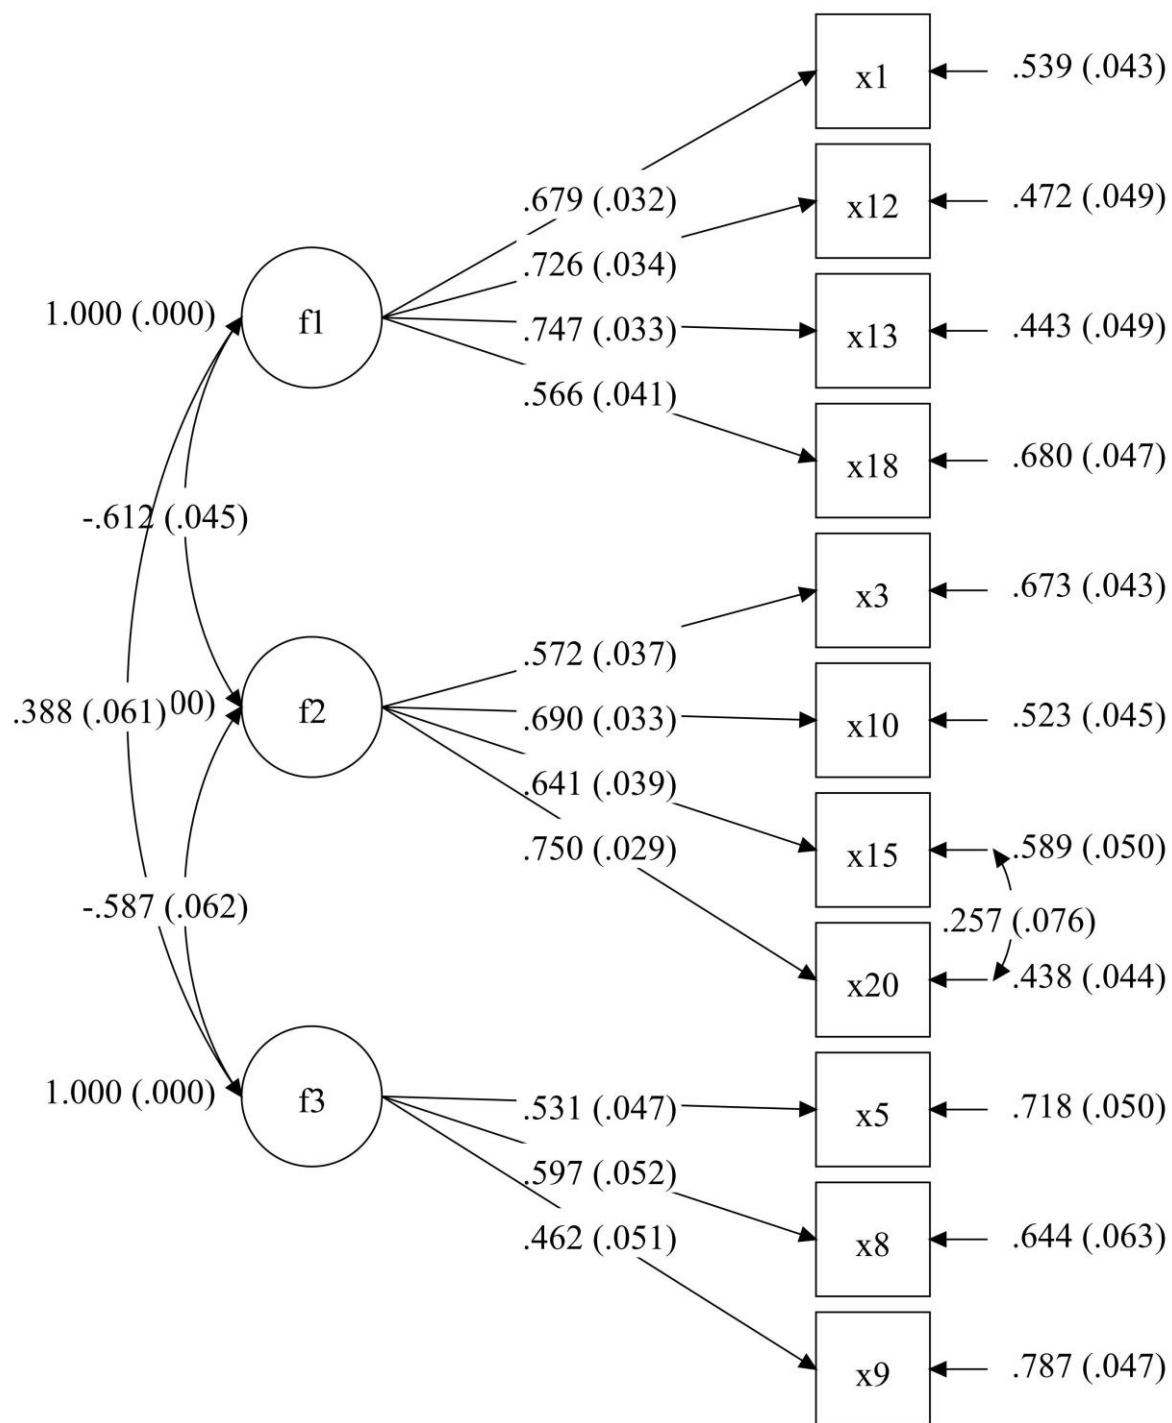 x1
.539 (.043)
.679 (.032)
x12
.472 (.049)
.726 (.034)
1.000 (.000)
f1
.747 (.033)
x13
.443 (.049)
.566 (.041)
x18
.680 (.047)
-.612 (.045)
x3
.673 (.043)
.572 (.037)
.388 (.061)
00)
f2
.690 (.033)
x10
.523 (.045)
.641 (.039)
x15
.589 (.050)
.750 (.029)
-.587 (.062)
.257 (.076)
x20
.438 (.044)
1.000 (.000)
f3
.531 (.047)
x5
.718 (.050)
.597 (.052)
x8
.644 (.063)
.462 (.051)
x9
.787 (.047)